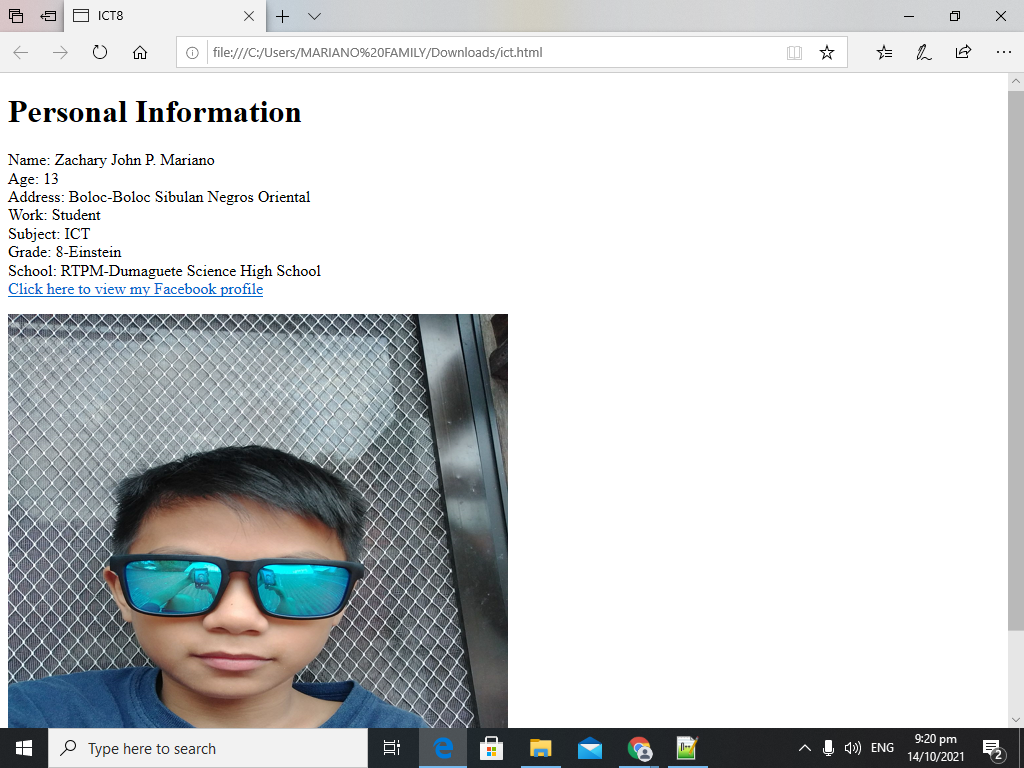 ICT8
file:///C:/Users/MARIANO%20FAMILY/Downloads/ict.html
Personal Information
Name: Zachary John P. Mariano
Age: 13
Address: Boloc-Boloc Sibulan Negros Oriental
Work: Student
Subject: ICT
Grade: 8-Einstein
School: RTPM-Dumaguete Science High School
Click here to view my Facebook profile
Type here to search
ENG
9:20 pm
14/10/2021
2